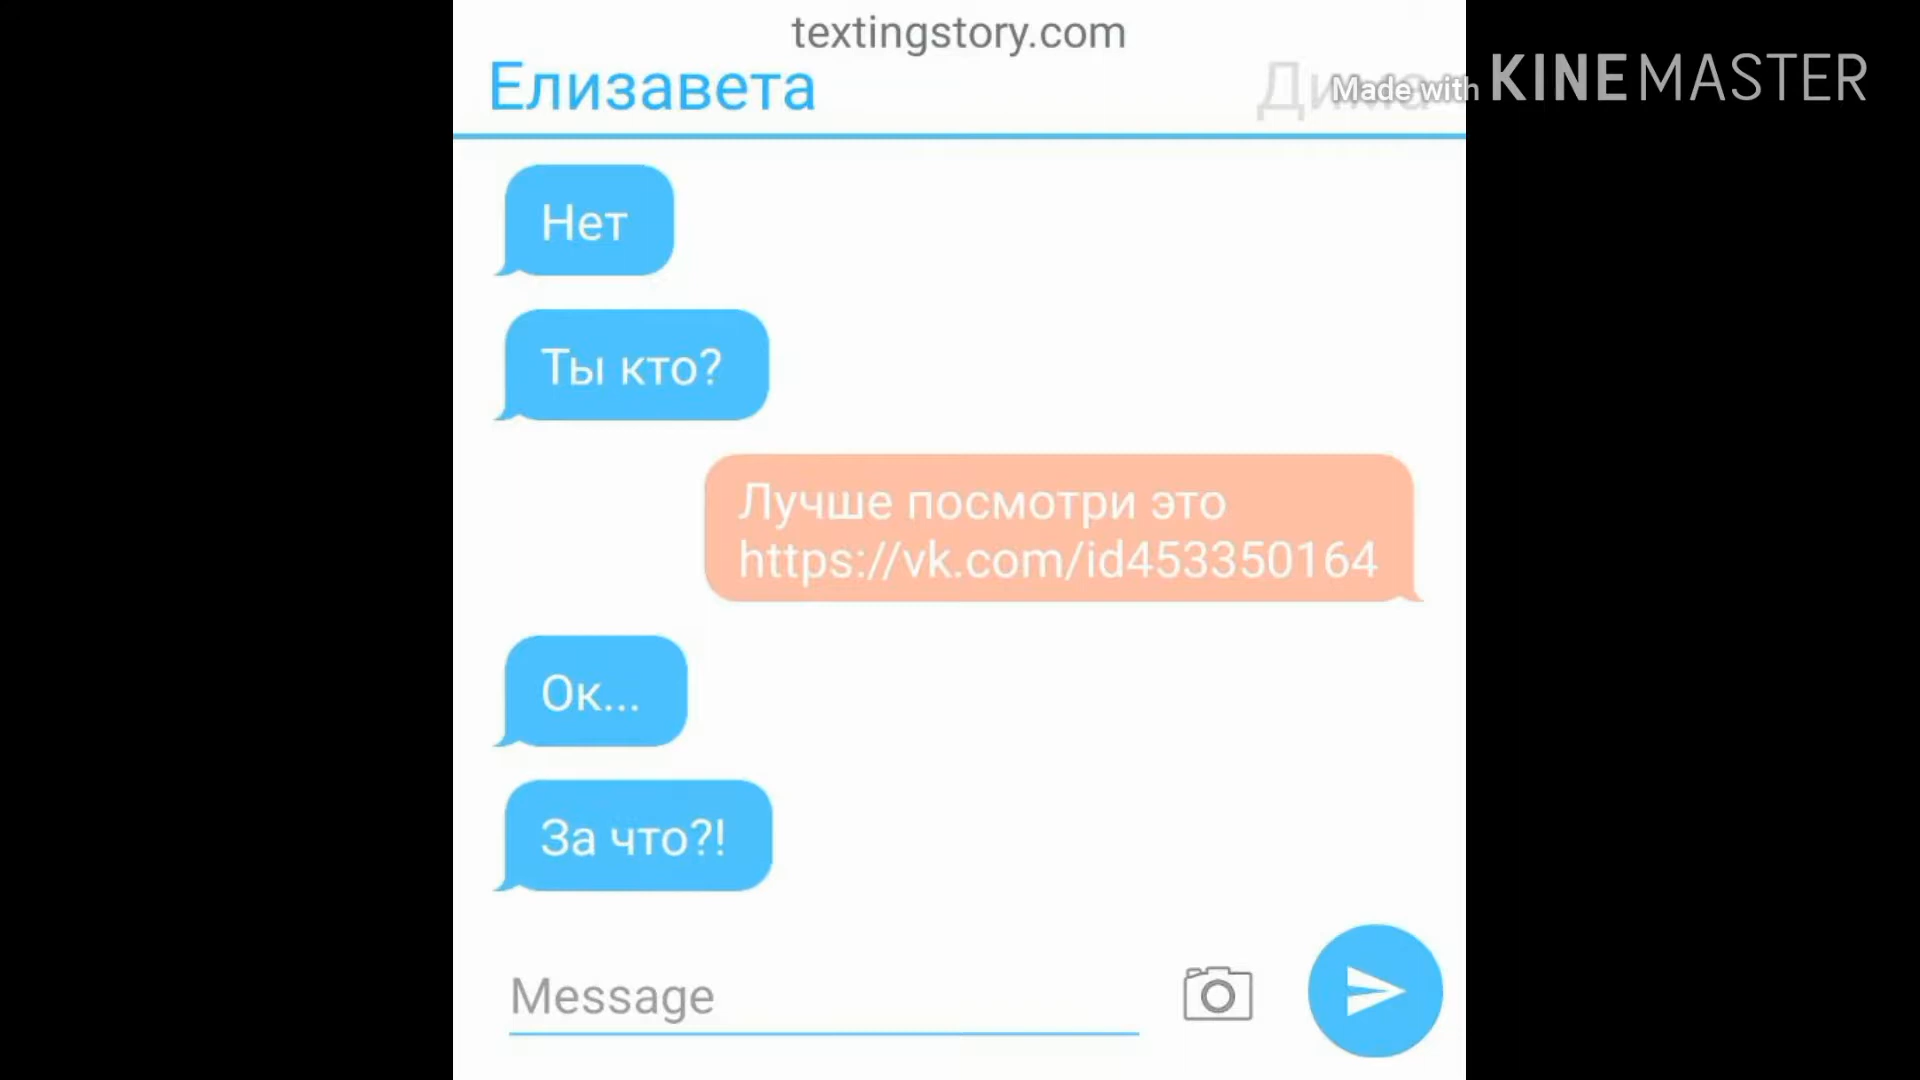 textingstory.com
Елизавета
Made with KINEMASTER
Нет
Ты кто?
Лучше посмотри это
https://vk.com/id453350164
Ок...
За что?!
Message